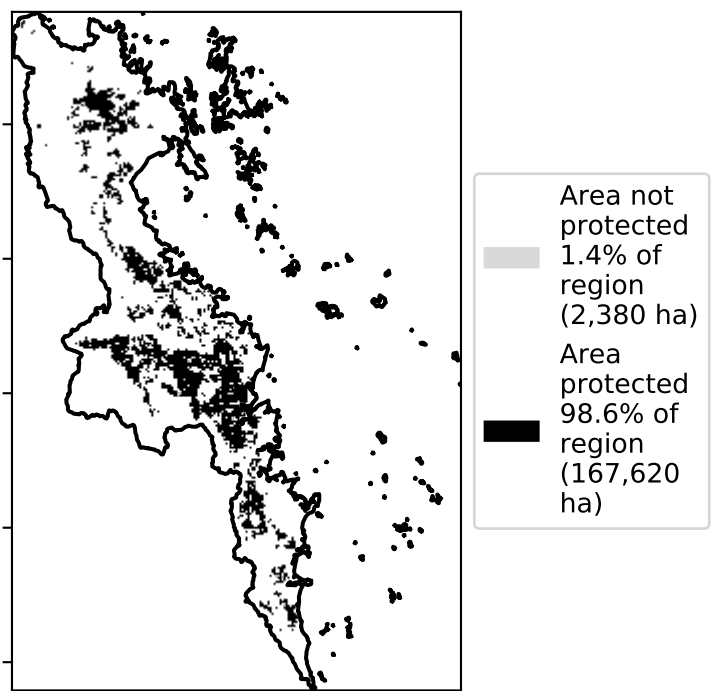 Area not
protected
1.4% of
region
(2,380 ha)
Area
protected
98.6% of
region
(167,620
ha)